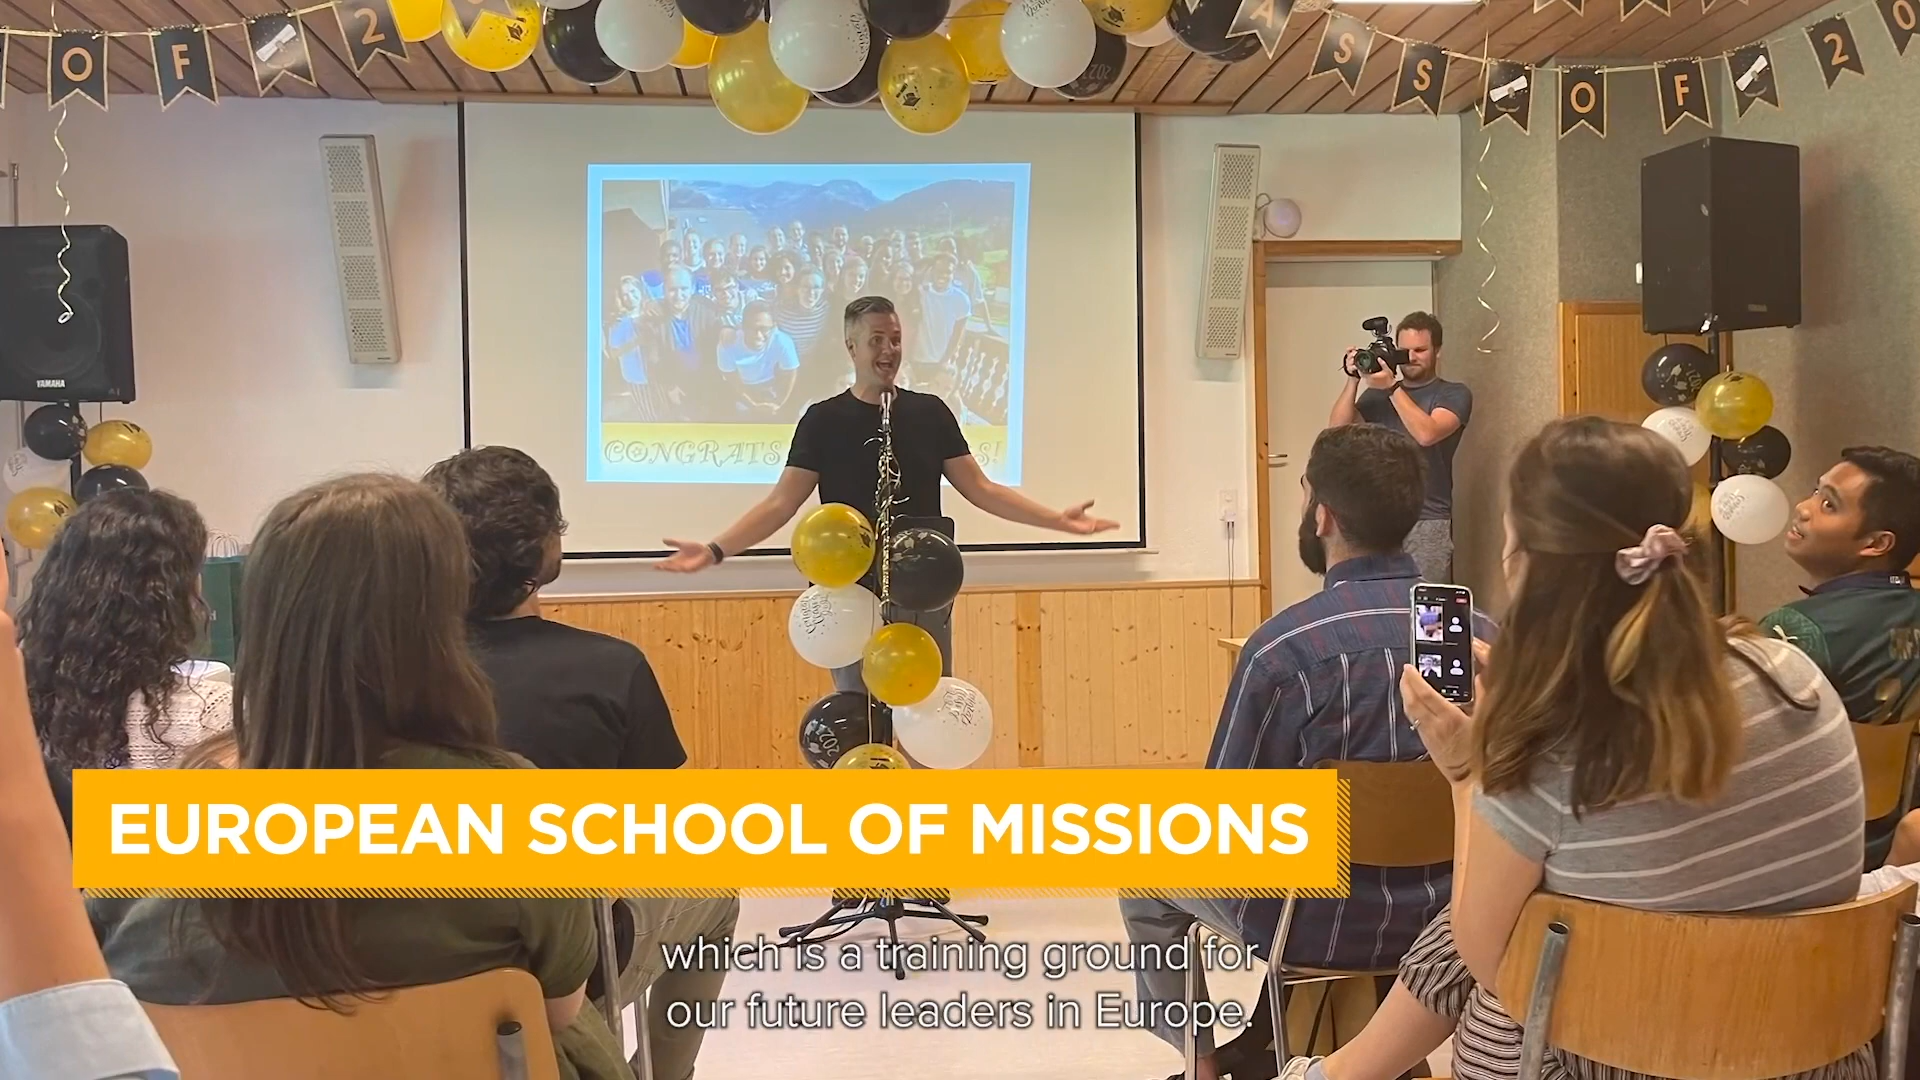 OF 2
ASS OF 20
YAMAHA
CONGRATS
S!
EUROPEAN SCHOOL OF MISSIONS
which is a training ground for
our future leaders in Europe.